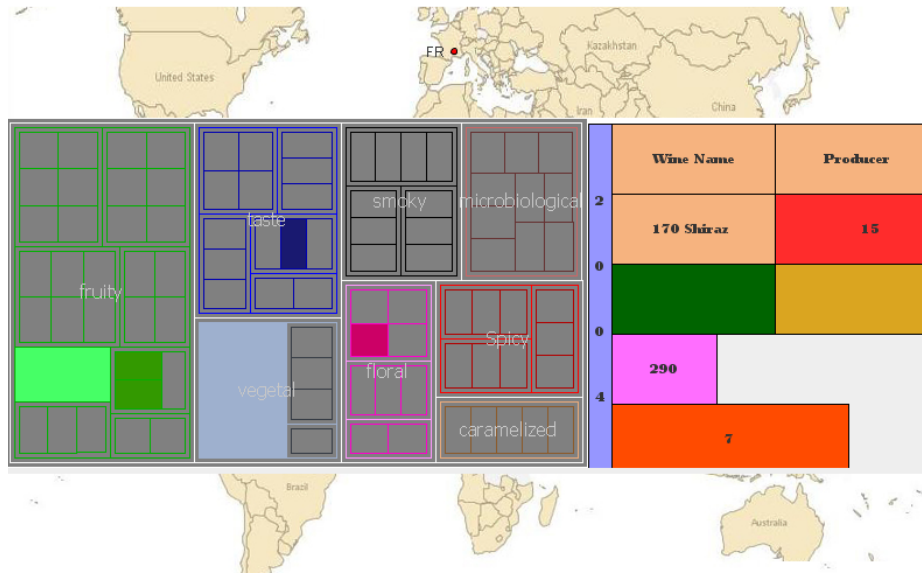 FR
Kazakhstan
United States
China
Iran
Wine Name
Producer
taste
smoky
microbiological
2
170 Shiraz
15
0
fruity
0
Spicy
vegetal
floral
290
4
caramelized
7
Brazil
Australia